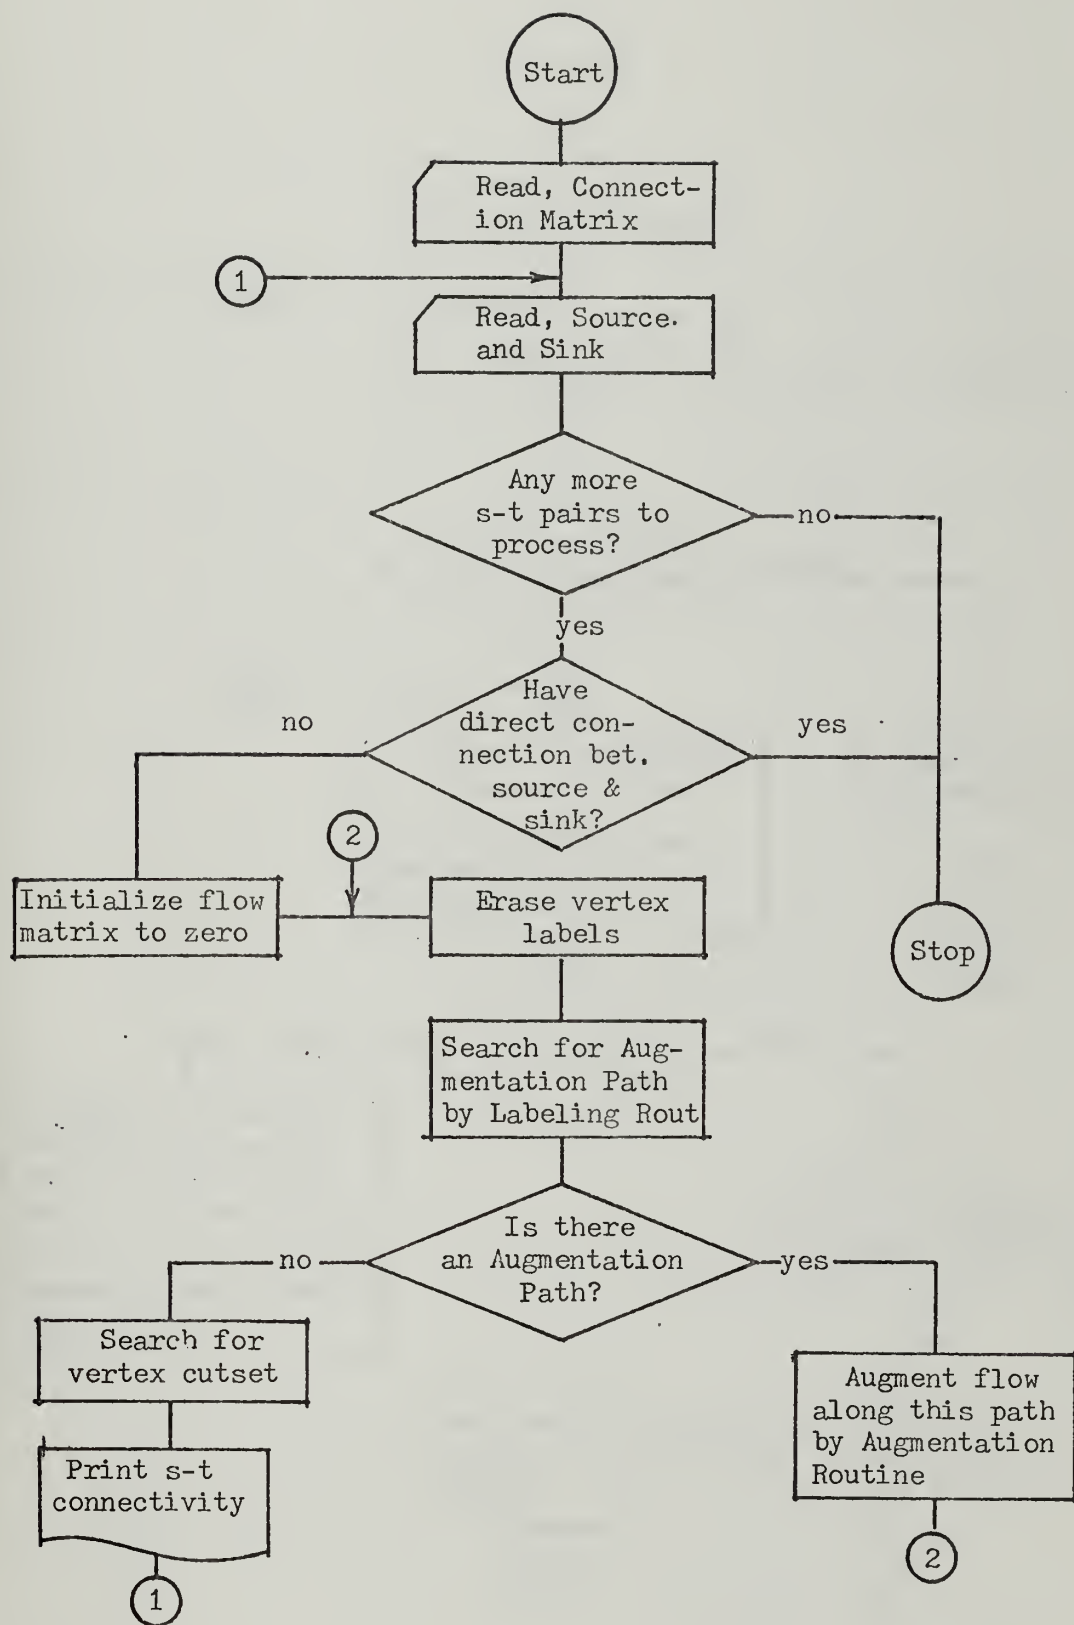 Start
Read, Connect-
ion Matrix
1
Read, Source.
and Sink
Any more
s-t pairs to
process?
no
yes
Have
direct con-
nection bet.
source &
sink?
no
yes
2
Initialize flow
matrix to zero
Erase vertex
labels
Stop
Search for Aug-
mentation Path
by Labeling Rout
Is there
an Augmentation
Path?
no
yes
Search for
vertex cutset
Augment flow
along this path
by Augmentation
Routine
Print s-t
connectivity
2
1